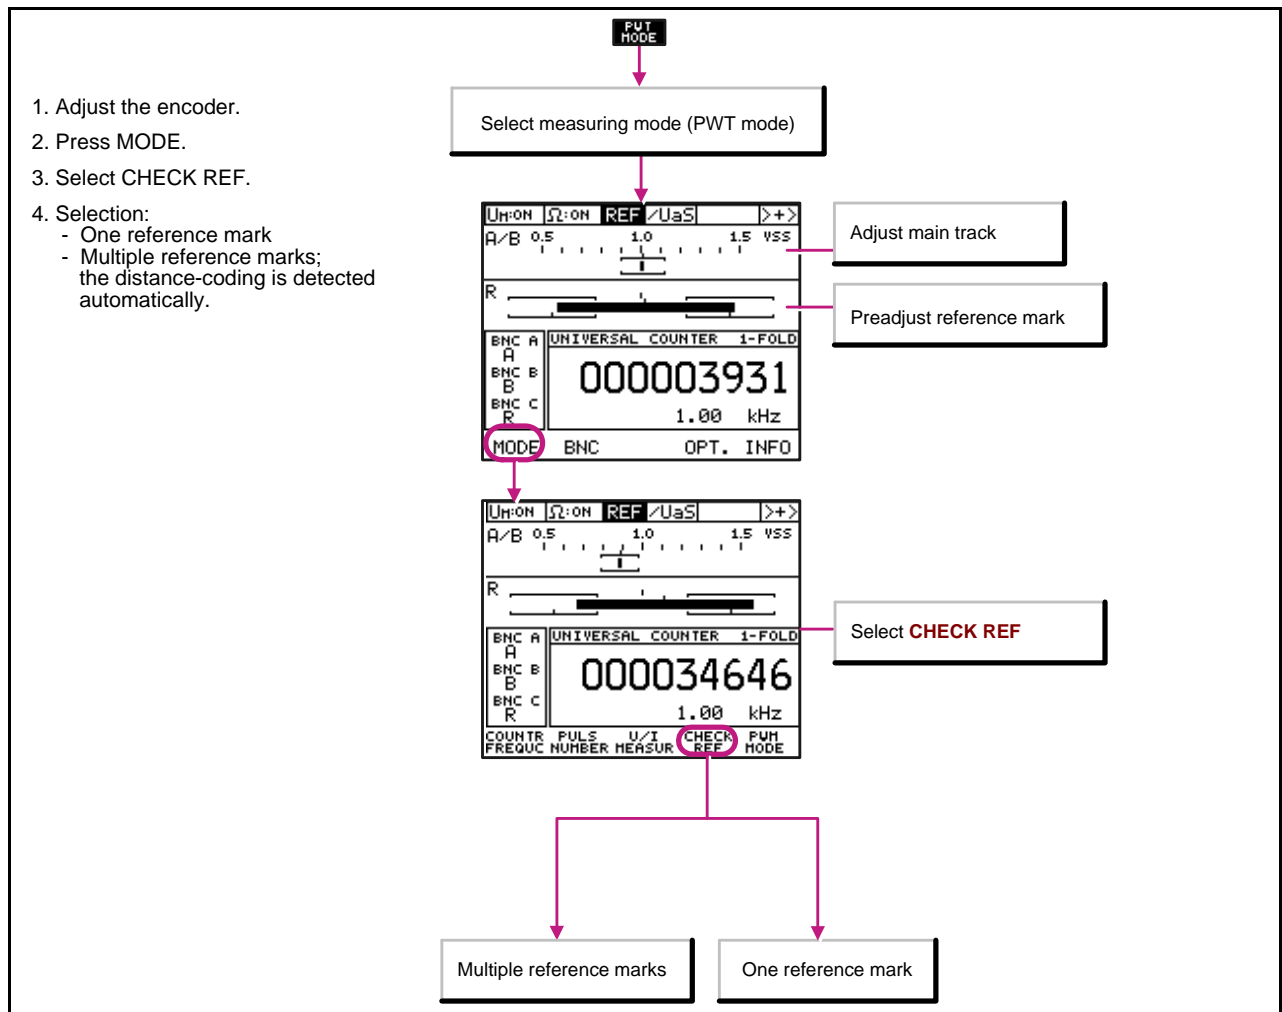 PWT
MODE
1. Adjust the encoder.
2. Press MODE.
3. Select CHECK REF.
4. Selection:
- One reference mark
- Multiple reference marks;
the distance-coding is detected
automatically.
Select measuring mode (PWT mode)
UM:ON Ω:ON REF /UaS >+>
A/B 0.5 1.0 1.5 VSS
Adjust main track
R
Preadjust reference mark
BNC A UNIVERSAL COUNTER 1-FOLD
A
BNC B 000003931
B
BNC C
R 1.00 kHz
MODE BNC OPT. INFO
UM:ON Ω:ON REF /UaS >+>
A/B 0.5 1.0 1.5 VSS
R
Select CHECK REF
BNC A UNIVERSAL COUNTER 1-FOLD
A
BNC B 000034646
B
BNC C
R 1.00 kHz
COUNTR PULS U/I CHECK PWM
FREQUC NUMBER MEASUR REF MODE
Multiple reference marks
One reference mark